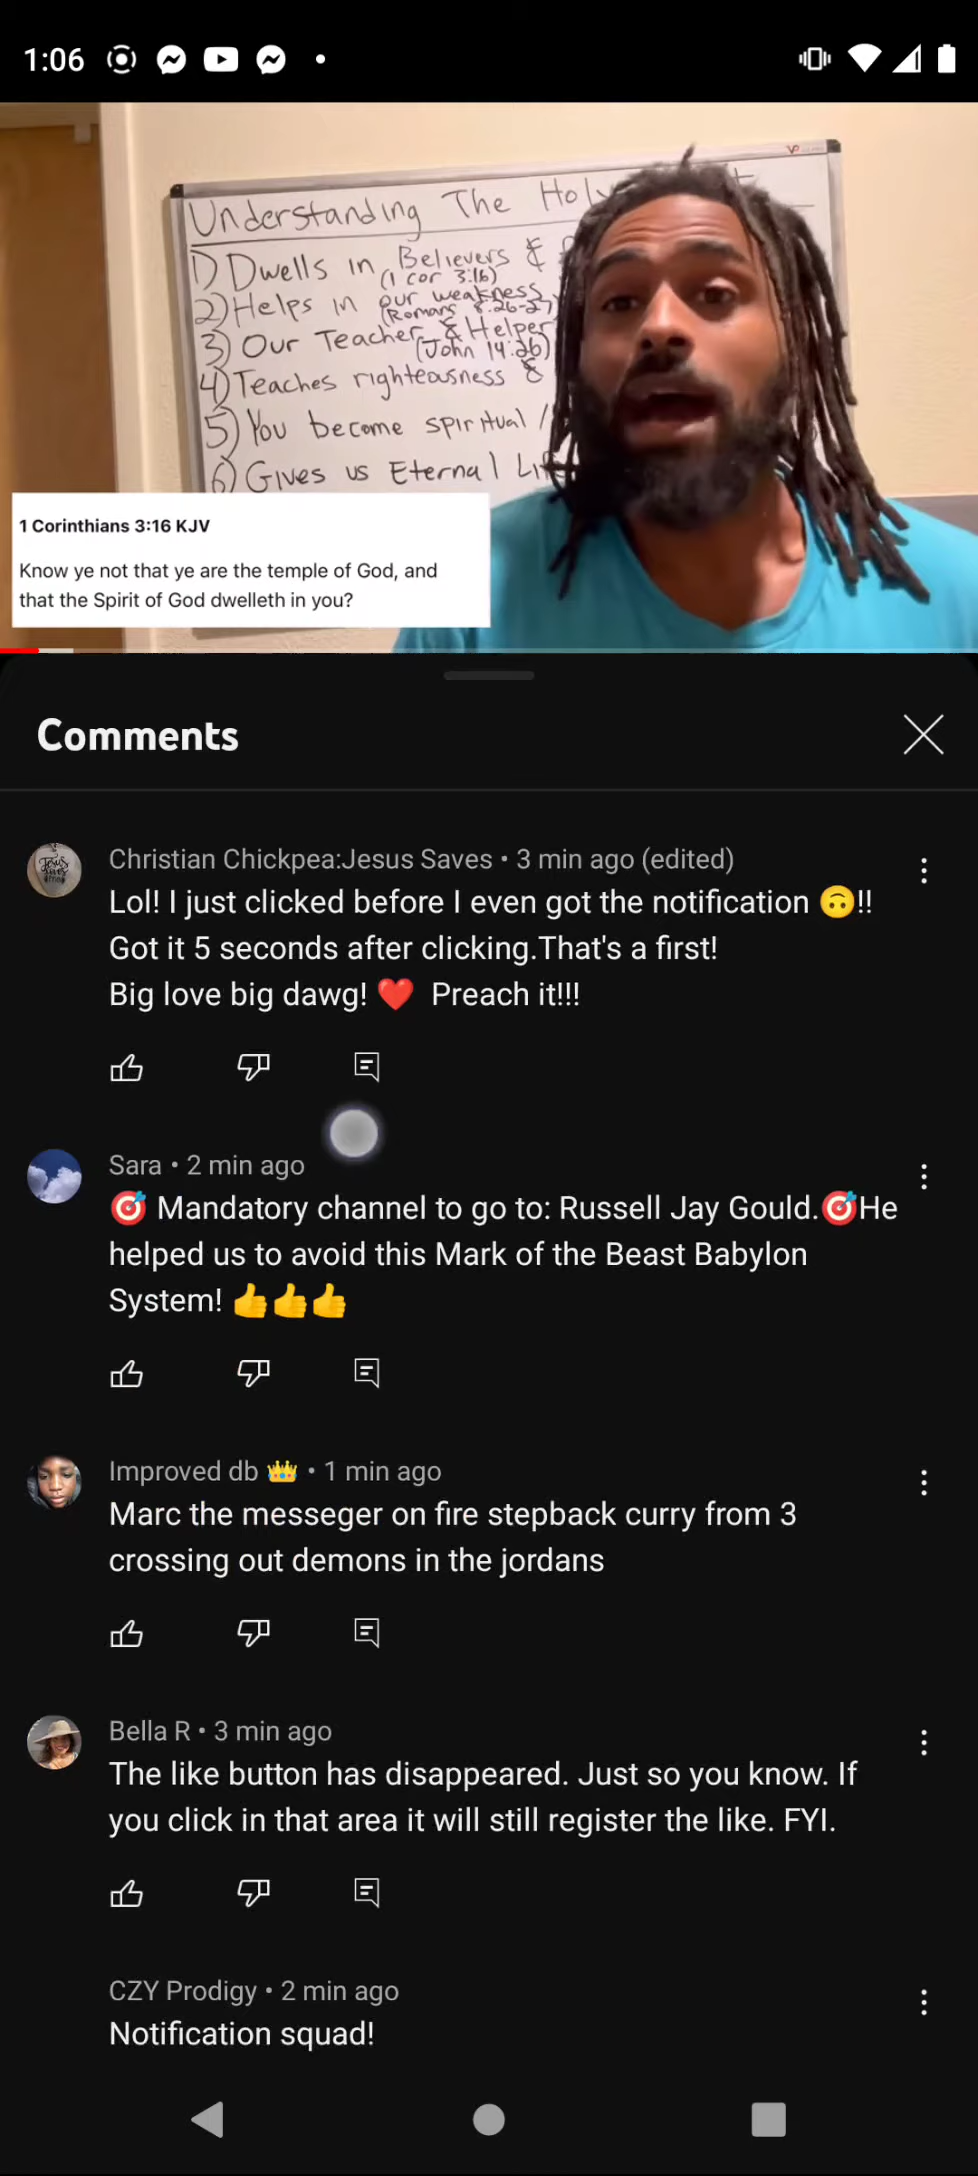 1:06
Understanding The Hol
1) Dwells in Believers &
(1 cor 3:16)
2) Helps in our weakness
(Romans 8:26-27)
3) Our Teacher & Helper
(John 14:26)
4) Teaches righteousness &
5) You become spiritual /
6) Gives us Eternal Lif
1 Corinthians 3:16 KJV
Know ye not that ye are the temple of God, and
that the Spirit of God dwelleth in you?
Comments
Christian Chickpea:Jesus Saves • 3 min ago (edited)
Lol! I just clicked before I even got the notification 🙃!!
Got it 5 seconds after clicking.That's a first!
Big love big dawg! ❤️ Preach it!!!
Sara • 2 min ago
🎯 Mandatory channel to go to: Russell Jay Gould.🎯He
helped us to avoid this Mark of the Beast Babylon
System! 👍👍👍
Improved db 👑 • 1 min ago
Marc the messeger on fire stepback curry from 3
crossing out demons in the jordans
Bella R • 3 min ago
The like button has disappeared. Just so you know. If
you click in that area it will still register the like. FYI.
CZY Prodigy • 2 min ago
Notification squad!